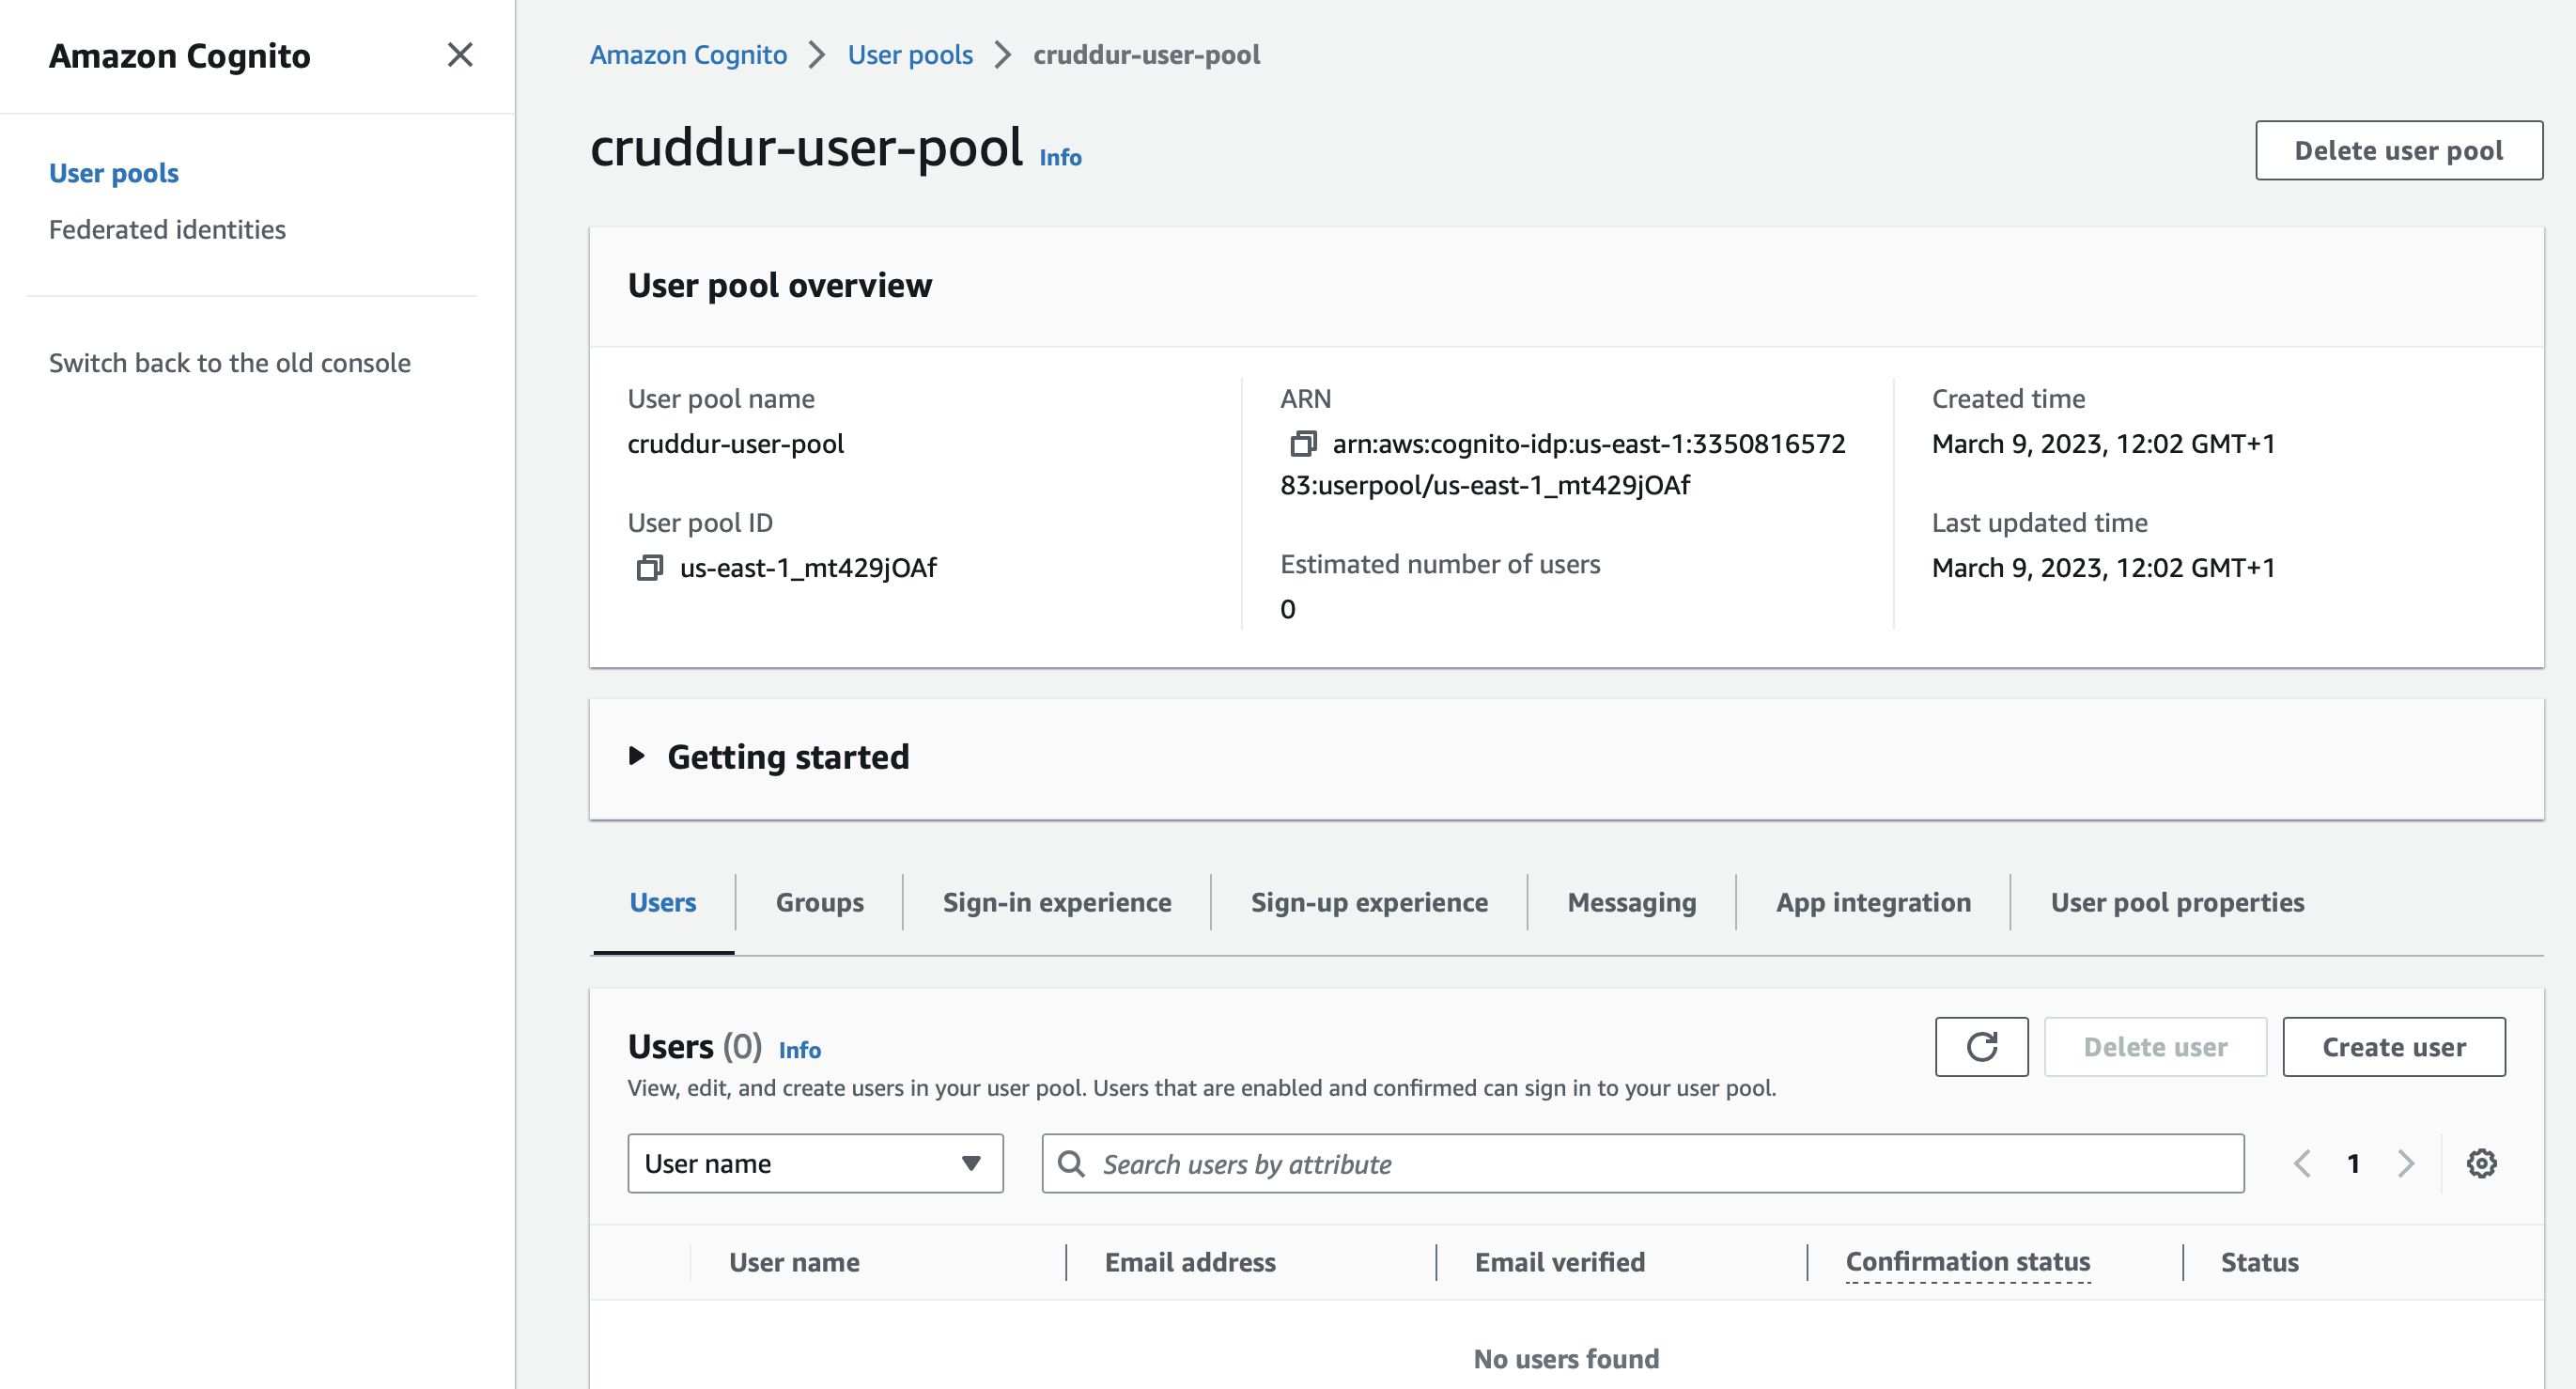 Amazon Cognito
User pools
Federated identities
Switch back to the old console
Amazon Cognito
User pools
cruddur-user-pool
cruddur-user-pool Info
Delete user pool
User pool overview
User pool name
cruddur-user-pool
User pool ID
us-east-1_mt429jOAf
ARN
arn:aws:cognito-idp:us-east-1:3350816572
83:userpool/us-east-1_mt429jOAf
Estimated number of users
0
Created time
March 9, 2023, 12:02 GMT+1
Last updated time
March 9, 2023, 12:02 GMT+1
Getting started
Users
Groups
Sign-in experience
Sign-up experience
Messaging
App integration
User pool properties
Users (0) Info
View, edit, and create users in your user pool. Users that are enabled and confirmed can sign in to your user pool.
Delete user
Create user
User name
Search users by attribute
1
User name
Email address
Email verified
Confirmation status
Status
No users found